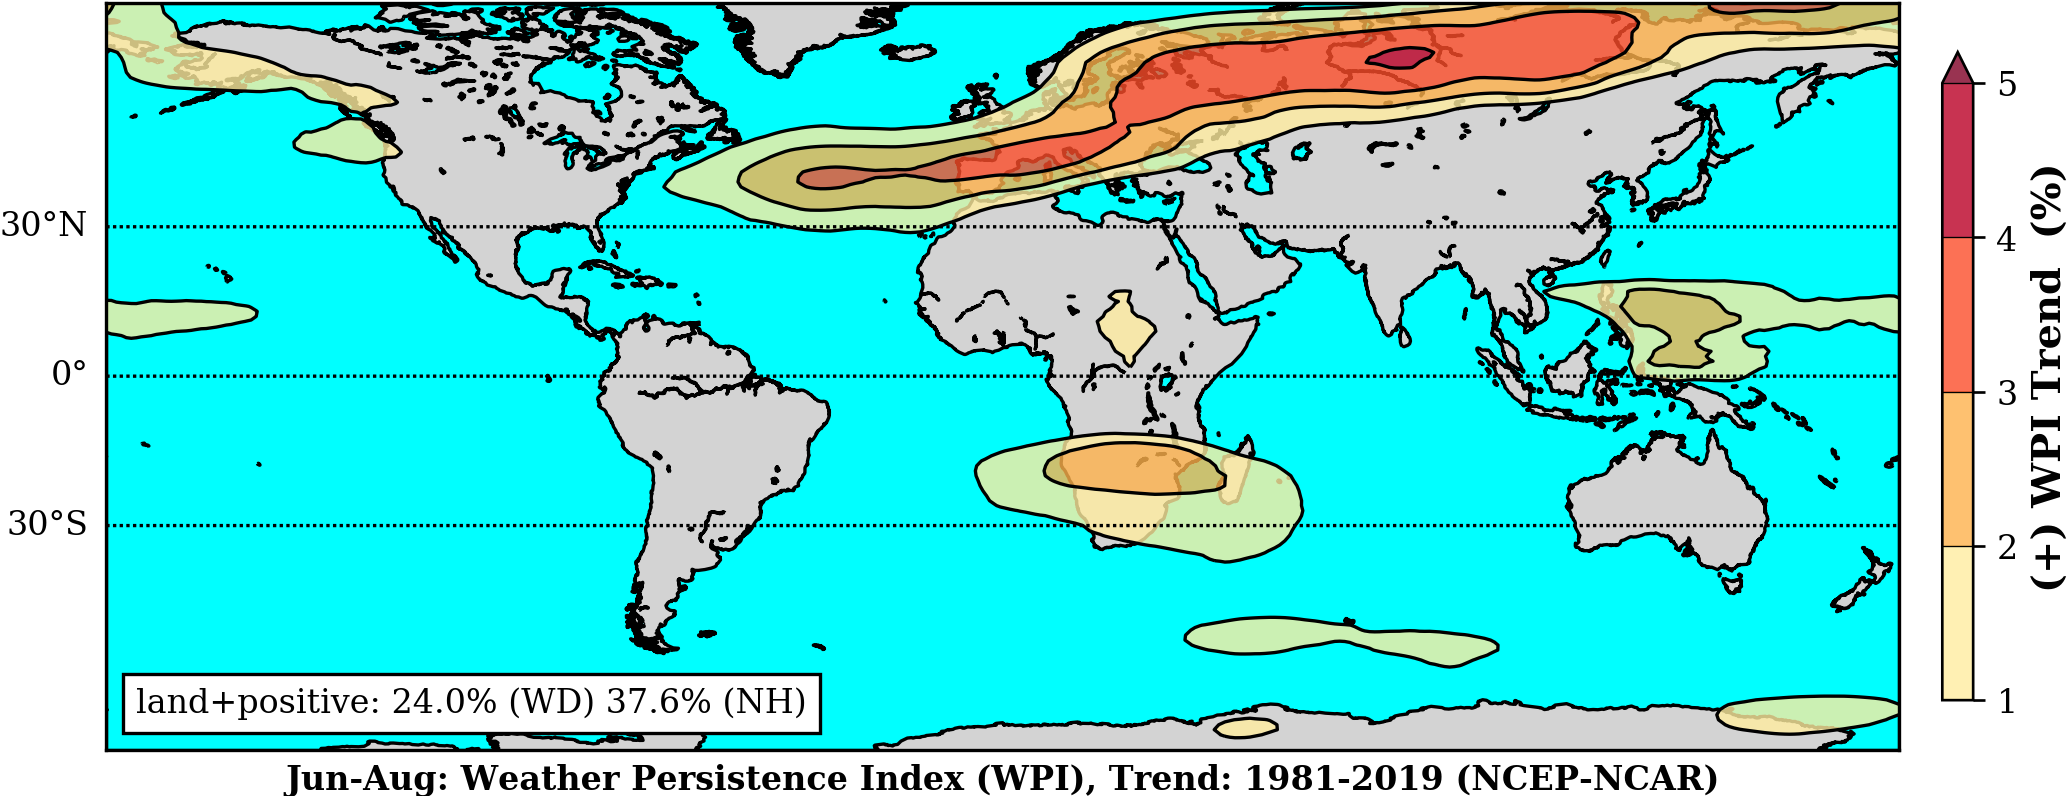 30°N
0°
30°S
land+positive: 24.0% (WD) 37.6% (NH)
5
4
3
2
1
(+) WPI Trend (%)
Jun-Aug: Weather Persistence Index (WPI), Trend: 1981-2019 (NCEP-NCAR)